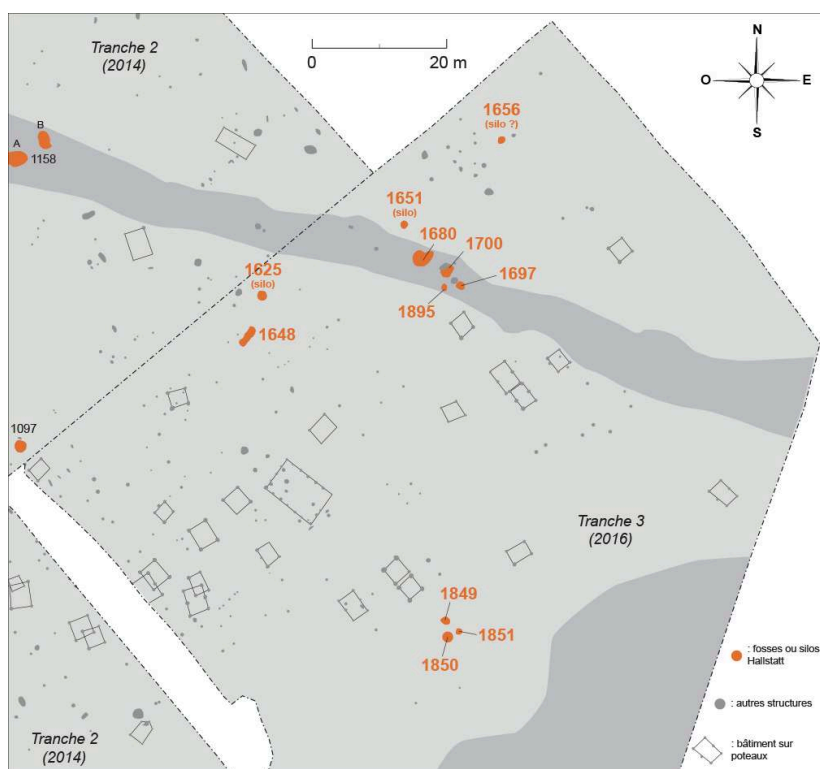 Tranche 2
(2014)
0
20 m
N
O
E
S
1656
(silo ?)
B
A
1158
1651
(silo)
1680
1700
1625
(silo)
1697
1895
1648
1097
Tranche 3
(2016)
1849
1851
1850
: fosses ou silos
Hallstatt
: autres structures
: bâtiment sur
poteaux
Tranche 2
(2014)